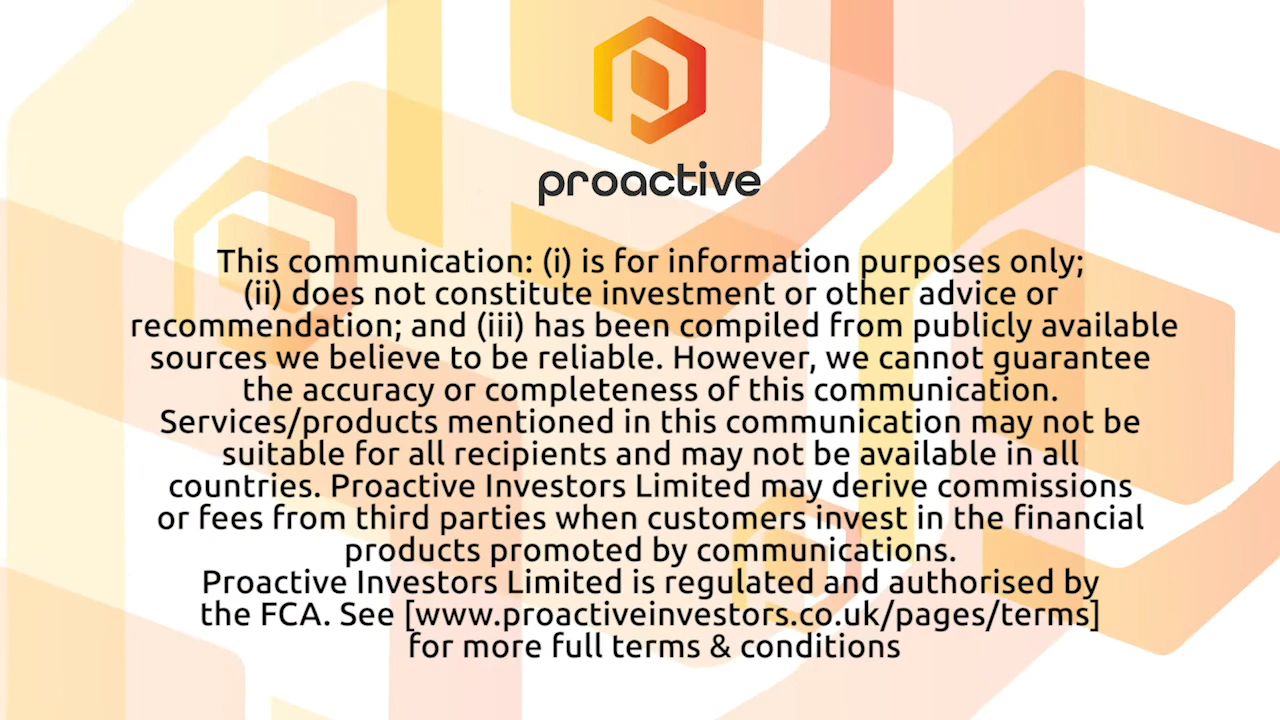 proactive
This communication: (i) is for information purposes only;
(ii) does not constitute investment or other advice or
recommendation; and (iii) has been compiled from publicly available
sources we believe to be reliable. However, we cannot guarantee
the accuracy or completeness of this communication.
Services/products mentioned in this communication may not be
suitable for all recipients and may not be available in all
countries. Proactive Investors Limited may derive commissions
or fees from third parties when customers invest in the financial
products promoted by communications.
Proactive Investors Limited is regulated and authorised by
the FCA. See [www.proactiveinvestors.co.uk/pages/terms]
for more full terms & conditions